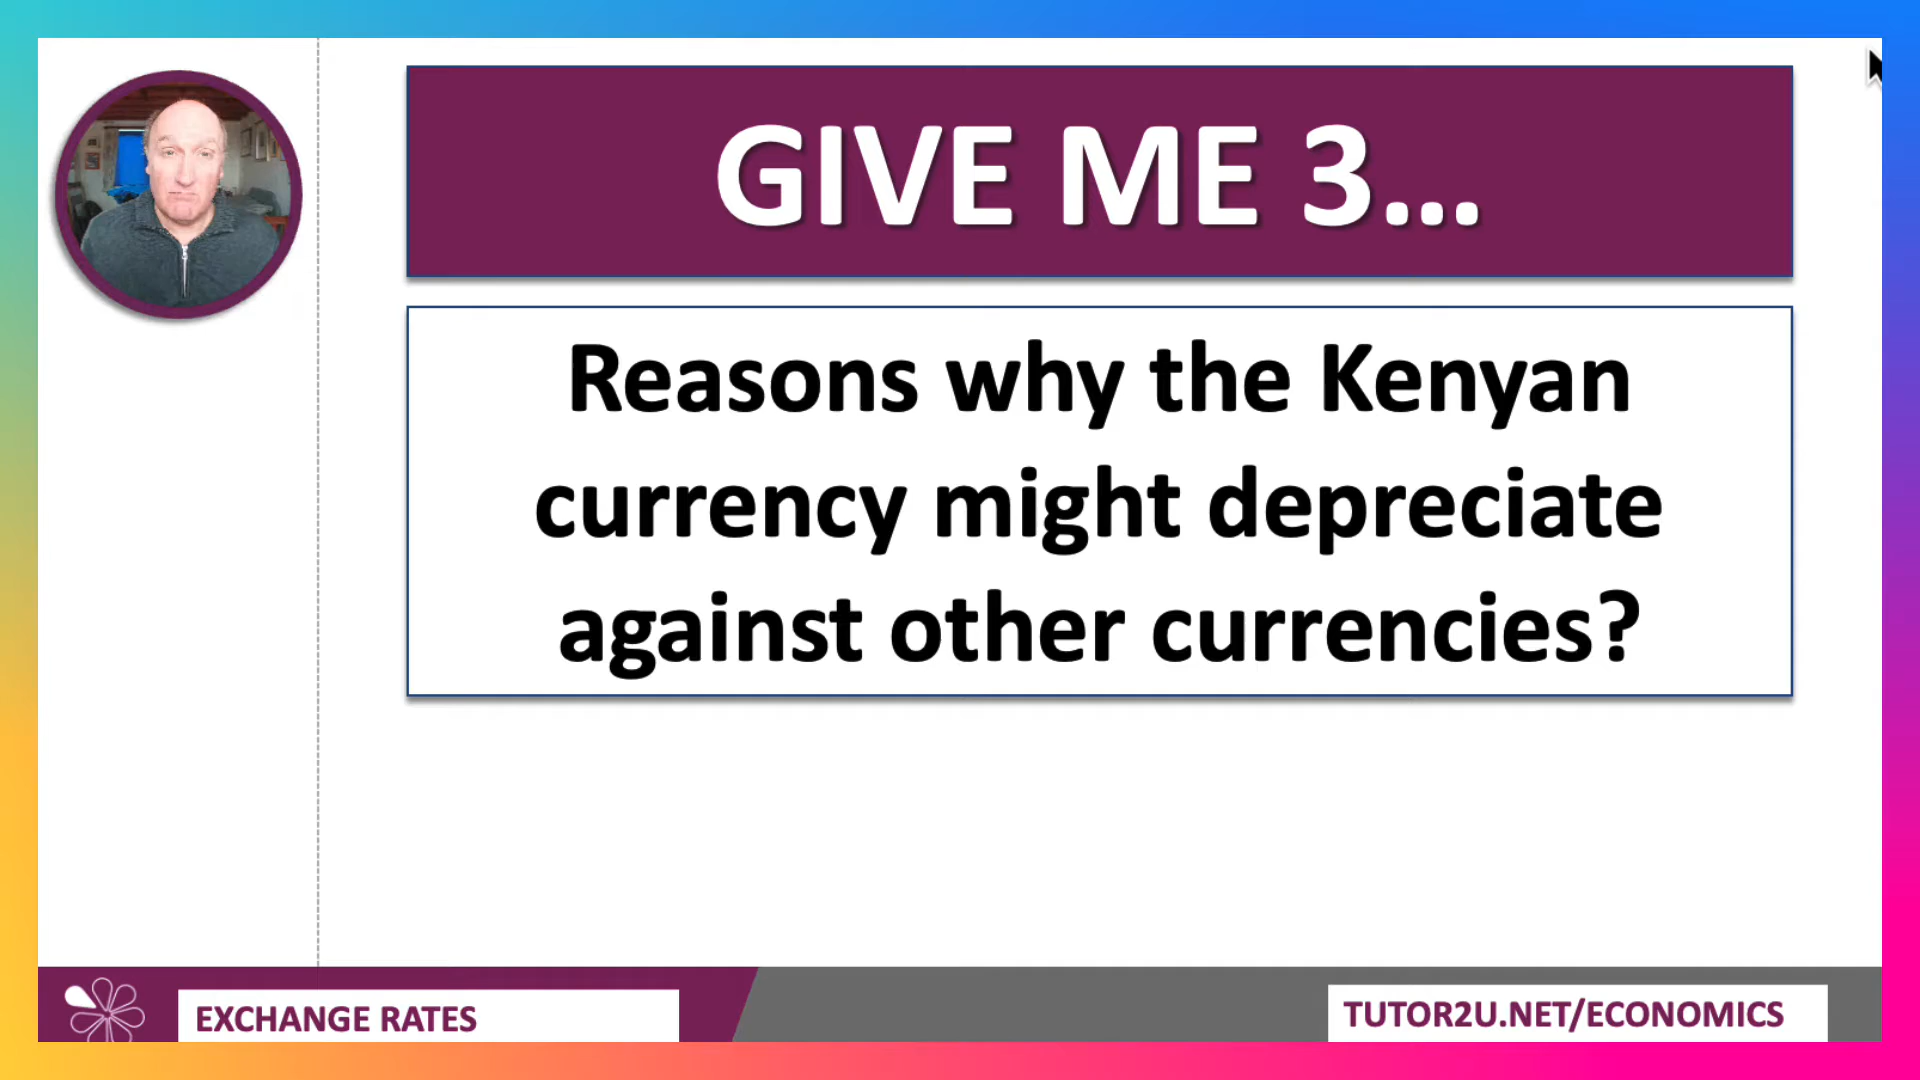 GIVE ME 3...
Reasons why the Kenyan
currency might depreciate
against other currencies?
EXCHANGE RATES
TUTOR2U.NET/ECONOMICS